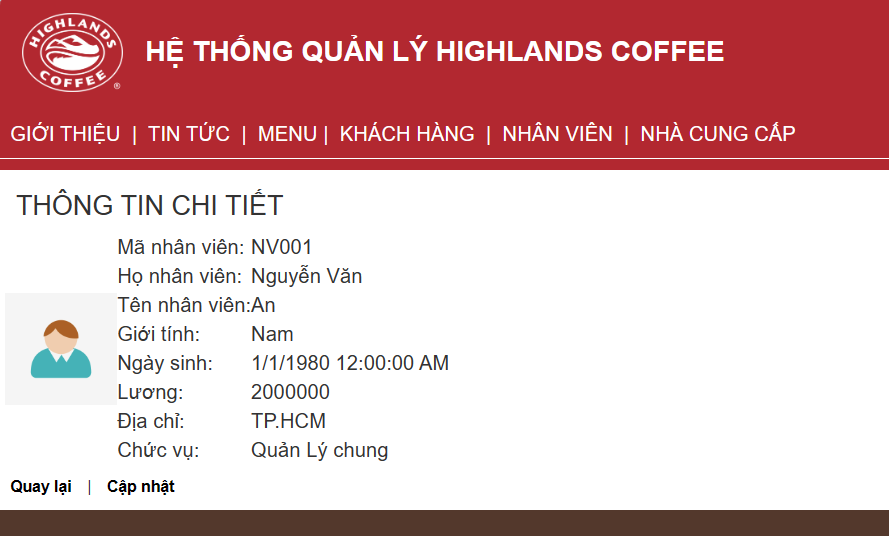 HIGHLANDS
COFFEE
®
HỆ THỐNG QUẢN LÝ HIGHLANDS COFFEE
GIỚI THIỆU | TIN TỨC | MENU | KHÁCH HÀNG | NHÂN VIÊN | NHÀ CUNG CẤP
THÔNG TIN CHI TIẾT
Mã nhân viên: NV001
Họ nhân viên: Nguyễn Văn
Tên nhân viên:An
Giới tính: Nam
Ngày sinh: 1/1/1980 12:00:00 AM
Lương: 2000000
Địa chỉ: TP.HCM
Chức vụ: Quản Lý chung
Quay lại | Cập nhật